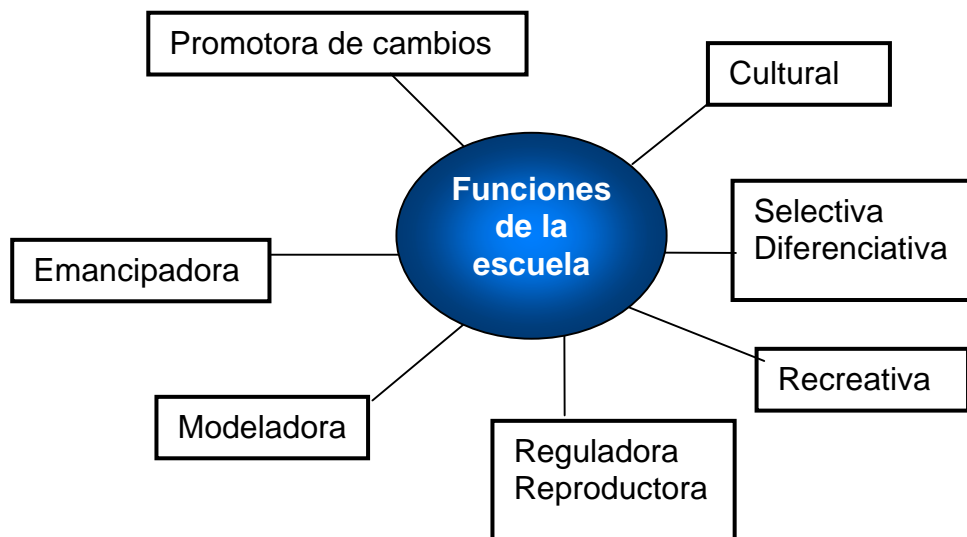 Promotora de cambios
Cultural
Funciones
de la
escuela
Selectiva
Diferenciativa
Emancipadora
Recreativa
Modeladora
Reguladora
Reproductora